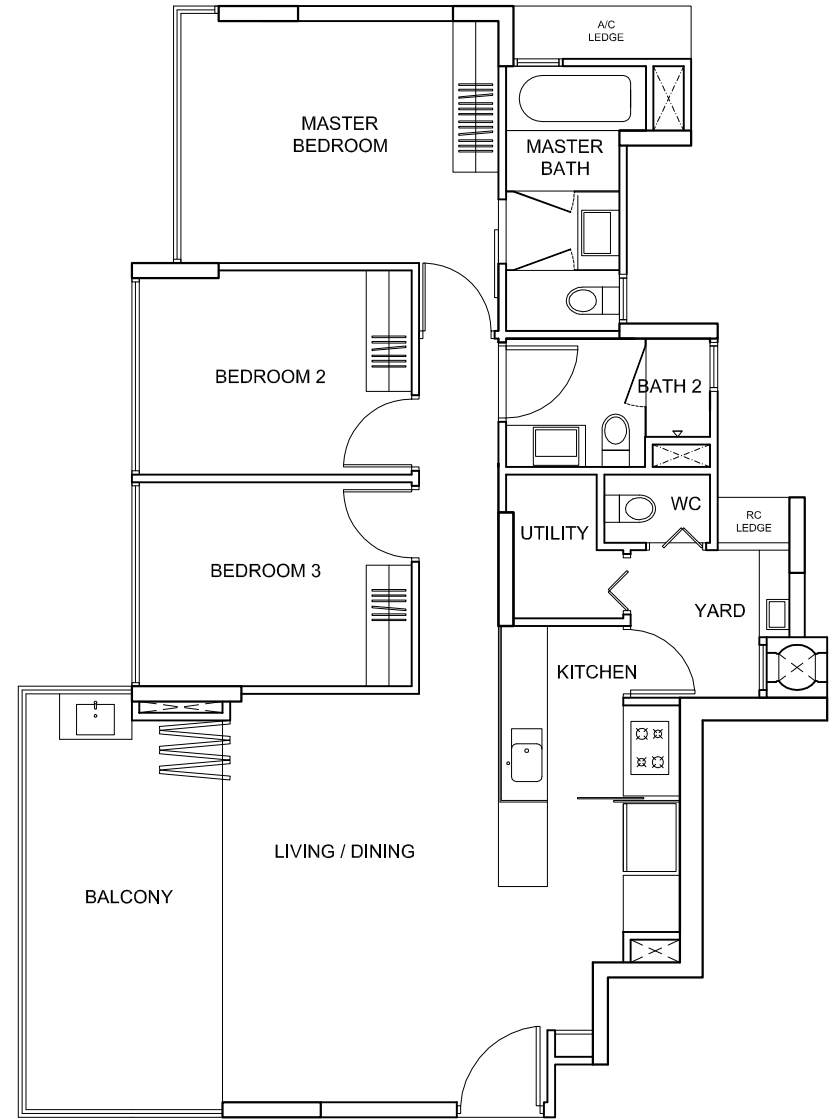 A/C
LEDGE
MASTER
BEDROOM
MASTER
BATH
BEDROOM 2
BATH 2
WC
RC
LEDGE
UTILITY
BEDROOM 3
YARD
KITCHEN
LIVING / DINING
BALCONY